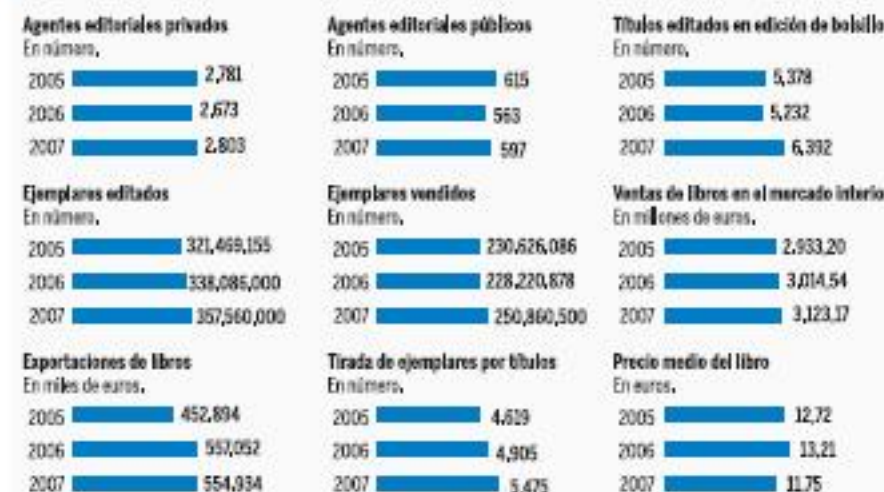 Agentes editoriales privados
En número.
2005 2,781
2006 2,673
2007 2.803
Agentes editoriales públicos
En número.
2005 615
2006 563
2007 597
Títulos editados en edición de bolsillo
En número.
2005 5,378
2006 5,232
2007 6,392
Ejemplares editados
En número.
2005 321,469,155
2006 338,085,000
2007 357,560,000
Ejemplares vendidos
En número.
2005 230,626,086
2006 228,220,878
2007 250,860,500
Ventas de libros en el mercado interio
En millones de euros.
2005 2.933,20
2006 3,014.54
2007 3,123,17
Exportaciones de libros
En miles de euros.
2005 452,894
2006 557,052
2007 554,934
Tirada de ejemplares por títulos
En número.
2005 4.619
2006 4,905
2007 5,475
Precio medio del libro
En euros.
2005 12,72
2006 13,21
2007 11,75